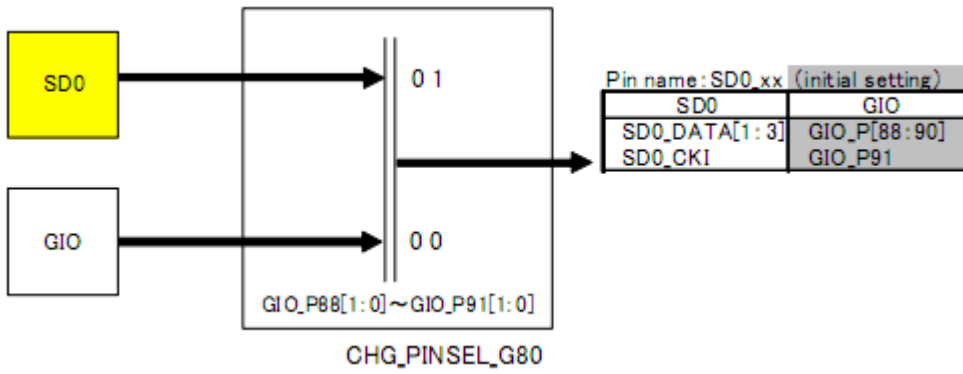 SD0
0 1
Pin name:SD0_xx (initial setting)
SD0 GIO
SD0_DATA[1:3] GIO_P[88:90]
SD0_CKI GIO_P91
GIO
0 0
GIO_P88[1:0]～GIO_P91[1:0]
CHG_PINSEL_G80